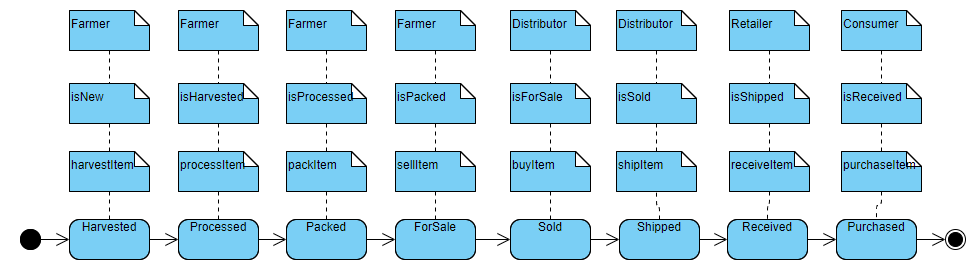 Farmer Farmer Farmer Farmer Distributor Distributor Retailer Consumer
isNew isHarvested isProcessed isPacked isForSale isSold isShipped isReceived
harvestItem processItem packItem sellItem buyItem shipItem receiveItem purchaseItem
Harvested Processed Packed ForSale Sold Shipped Received Purchased